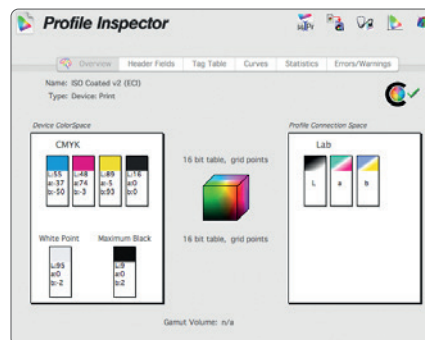 Profile Inspector
Overview Header Fields Tag Table Curves Statistics Errors/Warnings
Name: ISO Coated v2 (ECI)
Type: Device: Print
Device ColorSpace
Profile Connection Space
CMYK
Lab
L:55 L:48 L:89 L:16
a:-37 a:74 a:-5 a:0
b:-50 b:-3 b:93 b:0
16 bit table, grid points
L a b
16 bit table, grid points
White Point Maximum Black
L:95 L:9
a:0 a:0
b:-2 b:2
Gamut Volume: n/a